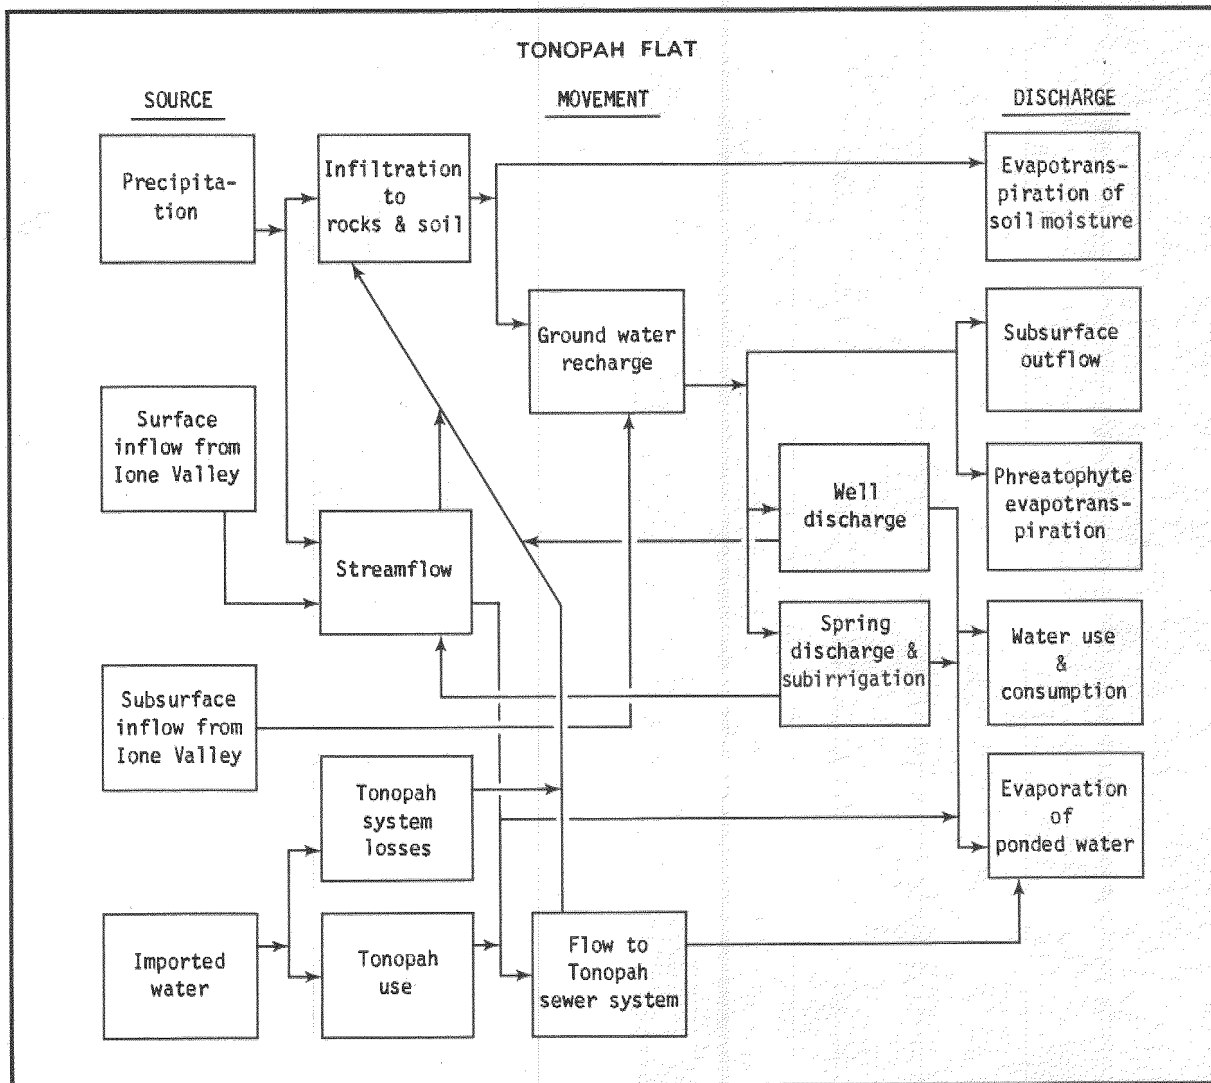 TONOPAH FLAT
SOURCE
MOVEMENT
DISCHARGE
Precipita-
tion
Infiltration
to
rocks & soil
Evapotrans-
piration of
soil moisture
Ground water
recharge
Subsurface
outflow
Surface
inflow from
Ione Valley
Well
discharge
Phreatophyte
evapotrans-
piration
Streamflow
Spring
discharge &
subirrigation
Water use
&
consumption
Subsurface
inflow from
Ione Valley
Tonopah
system
losses
Evaporation
of
ponded water
Imported
water
Tonopah
use
Flow to
Tonopah
sewer system